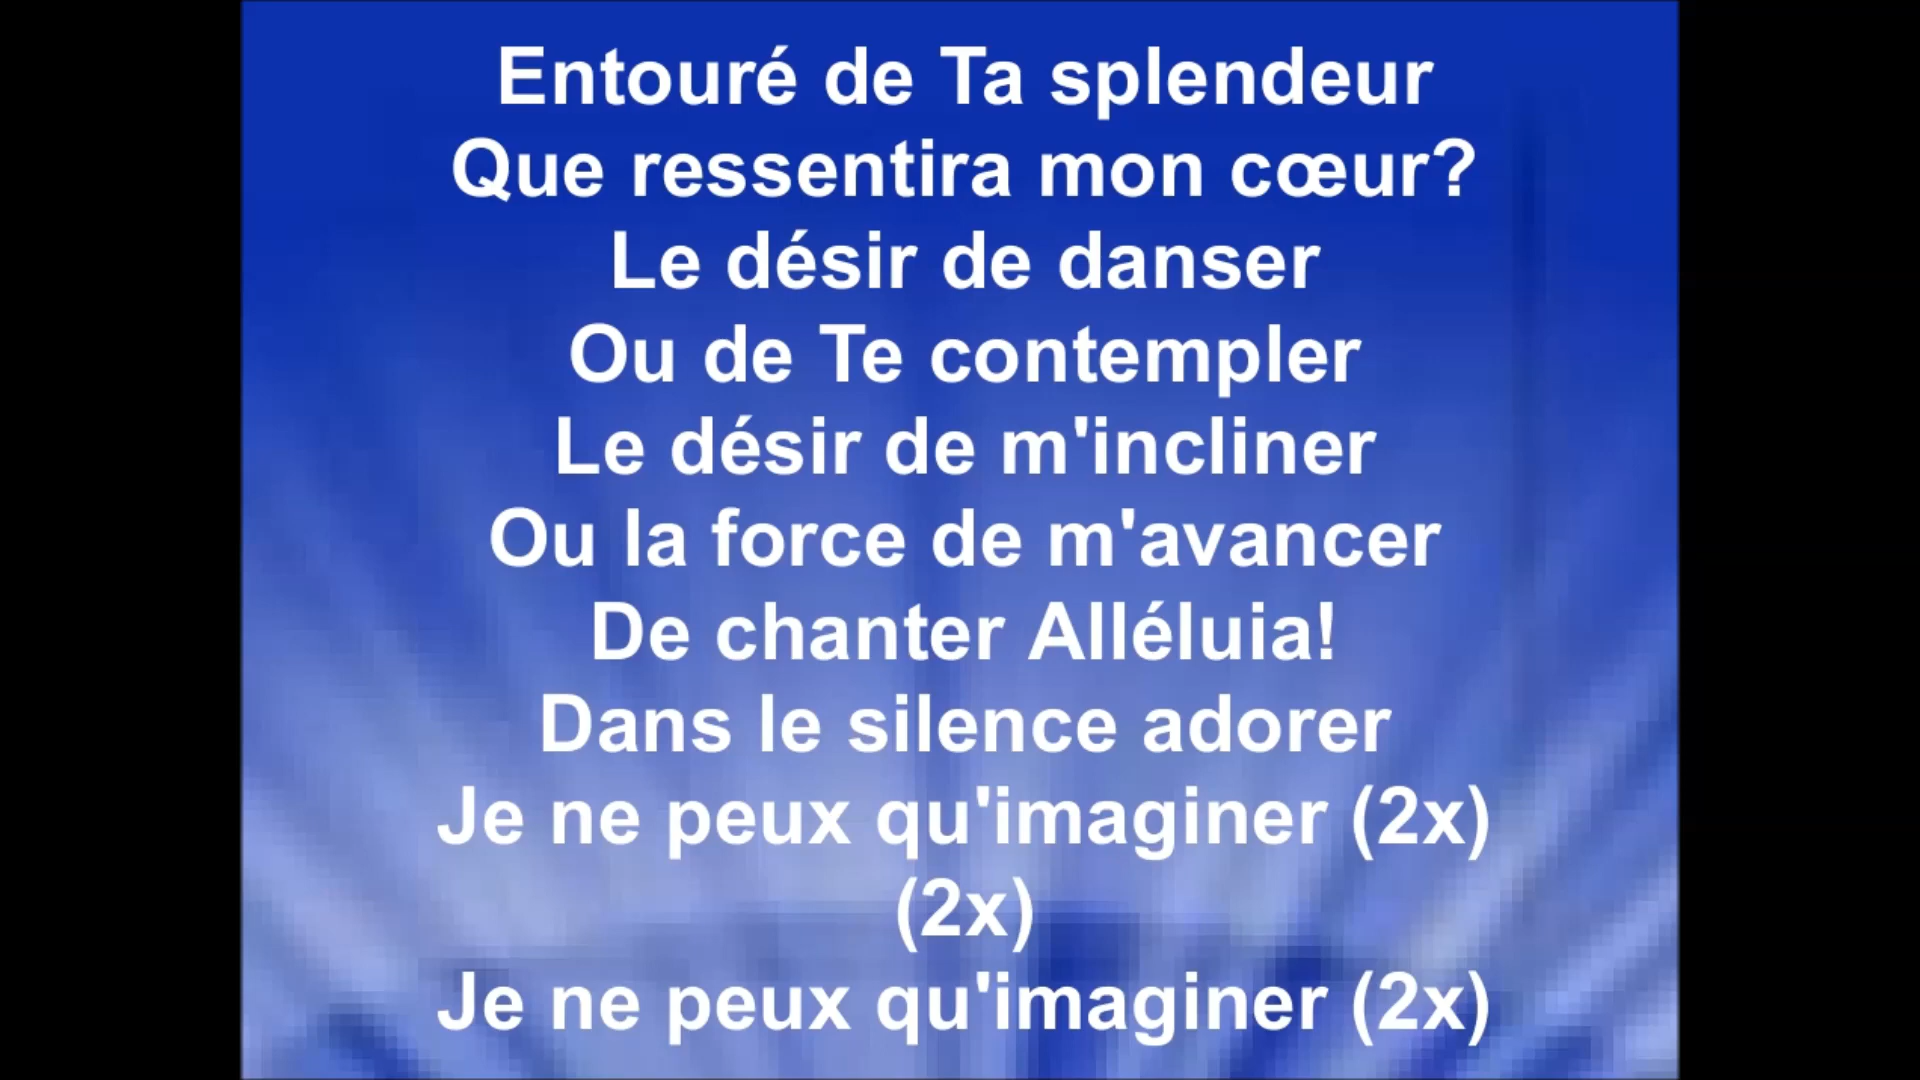 Entouré de Ta splendeur
Que ressentira mon cœur?
Le désir de danser
Ou de Te contempler
Le désir de m'incliner
Ou la force de m'avancer
De chanter Alléluia!
Dans le silence adorer
Je ne peux qu'imaginer (2x)
(2x)
Je ne peux qu'imaginer (2x)